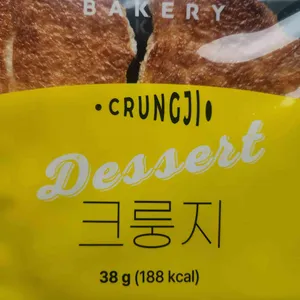 BAKERY
•CRUNGJI•
Dessert
크룽지
38 g (188 kcal)